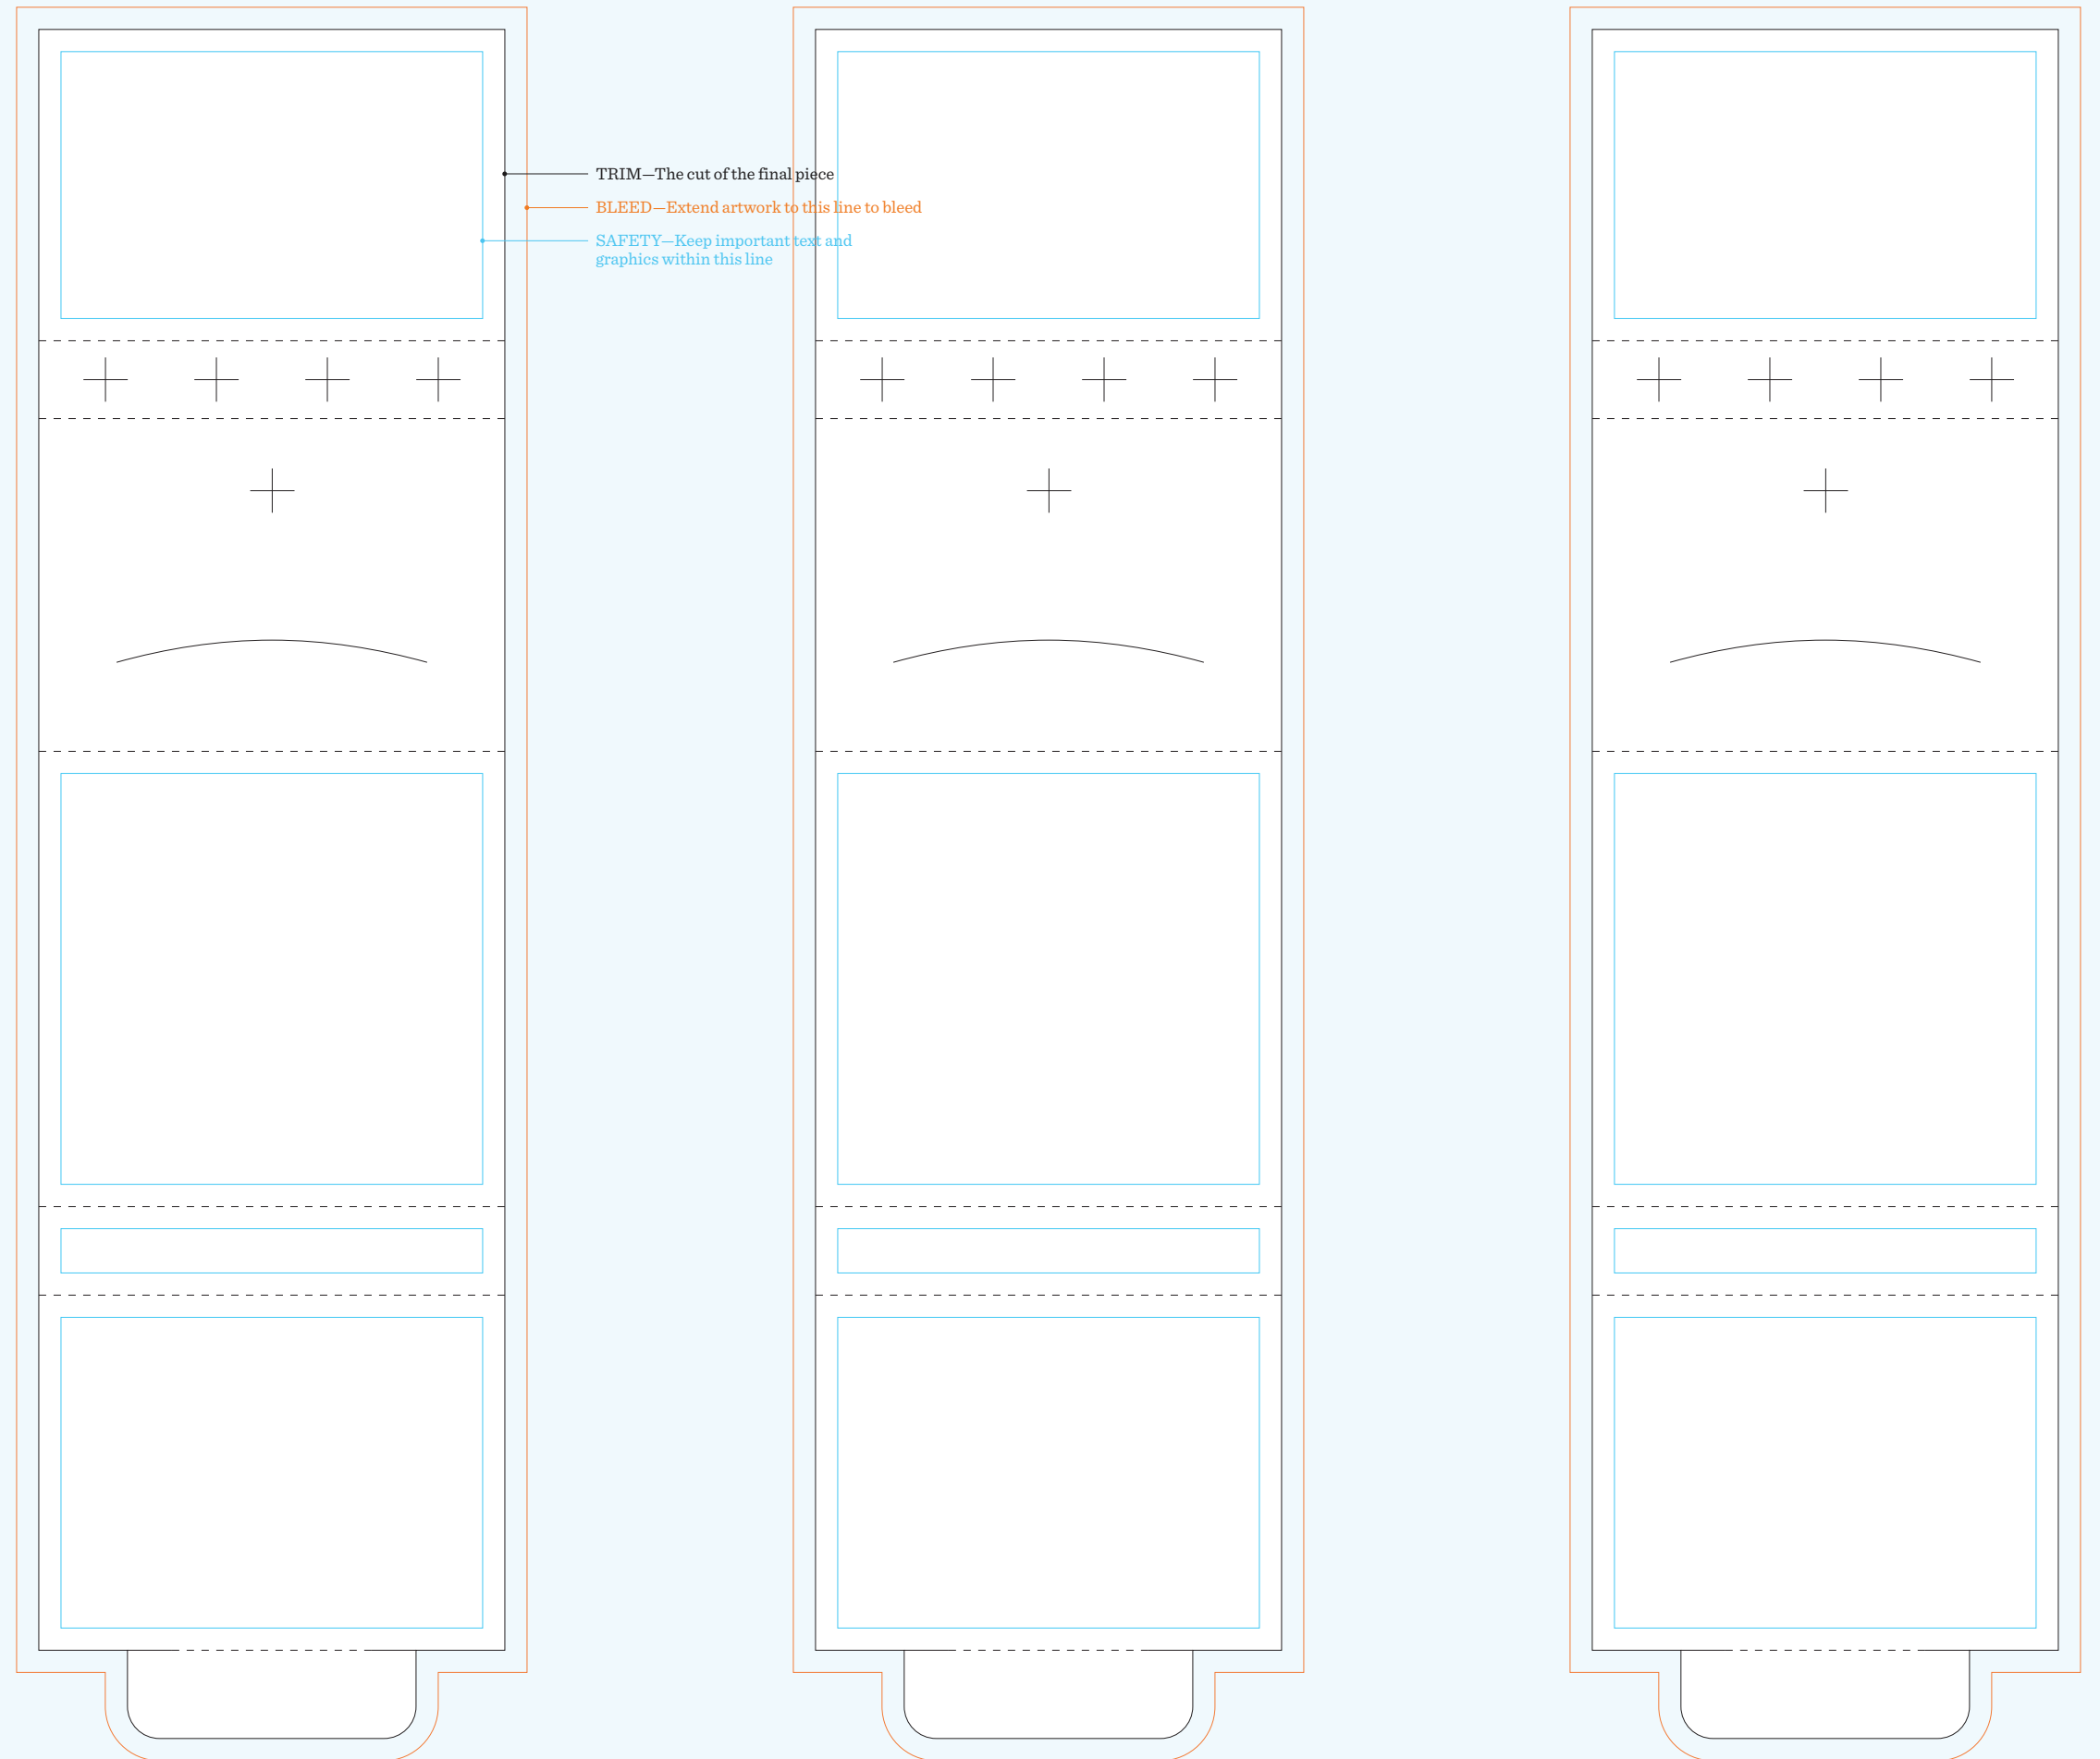 TRIM—The cut of the final piece
BLEED—Extend artwork to this line to bleed
SAFETY—Keep important text and
graphics within this line